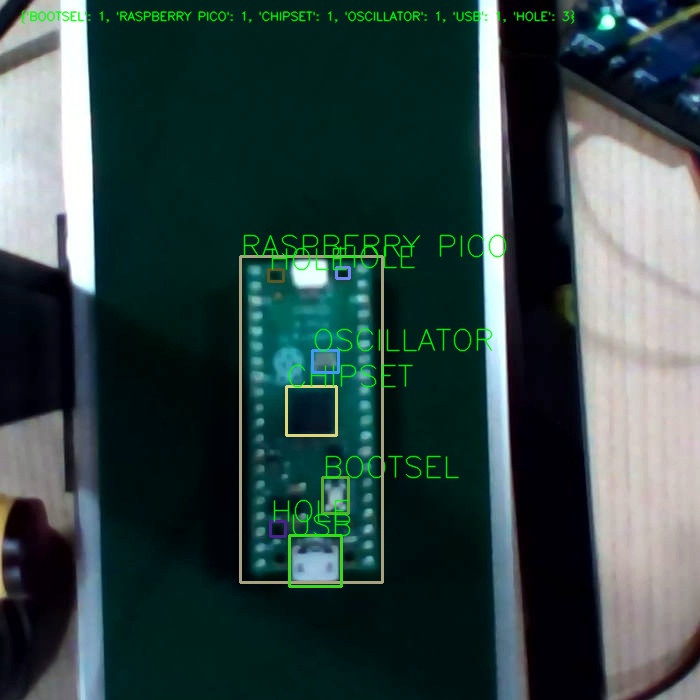 {'BOOTSEL': 1, 'RASPBERRY PICO': 1, 'CHIPSET': 1, 'OSCILLATOR': 1, 'USB': 1, 'HOLE': 3}
RASPBERRY PICO
HOLE HOLE
OSCILLATOR
CHIPSET
BOOTSEL
HOLE
USB